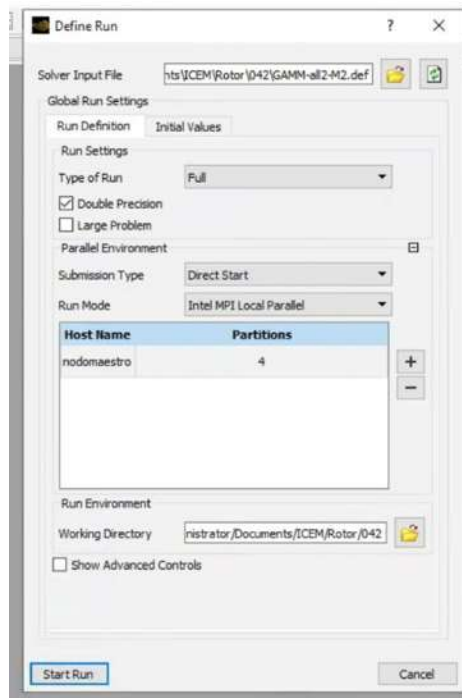 Define Run
Solver Input File nts\ICEM\Rotor\042\GAMM-all2-M2.def
Global Run Settings
Run Definition Initial Values
Run Settings
Type of Run Full
Double Precision
Large Problem
Parallel Environment
Submission Type Direct Start
Run Mode Intel MPI Local Parallel
Host Name Partitions
nodomaestro 4
Run Environment
Working Directory nistrator/Documents/ICEM/Rotor/042
Show Advanced Controls
Start Run Cancel